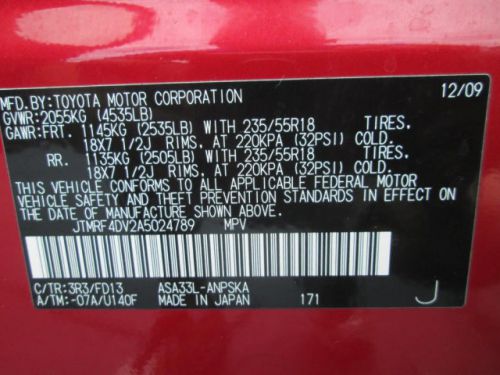 MFD.BY:TOYOTA MOTOR CORPORATION 12/09
GVWR:2055KG (4535LB)
GAWR:FRT. 1145KG (2535LB) WITH 235/55R18 TIRES.
18X7 1/2J RIMS, AT 220KPA (32PSI) COLD.
RR. 1135KG (2505LB) WITH 235/55R18 TIRES.
18X7 1/2J RIMS, AT 220KPA (32PSI) COLD.
THIS VEHICLE CONFORMS TO ALL APPLICABLE FEDERAL MOTOR
VEHICLE SAFETY AND THEFT PREVENTION STANDARDS IN EFFECT ON
THE DATE OF MANUFACTURE SHOWN ABOVE.
JTMRF4DV2A5024789 MPV
C/TR:3R3/FD13 ASA33L-ANPSKA
A/TM:-07A/U140F MADE IN JAPAN 171 J